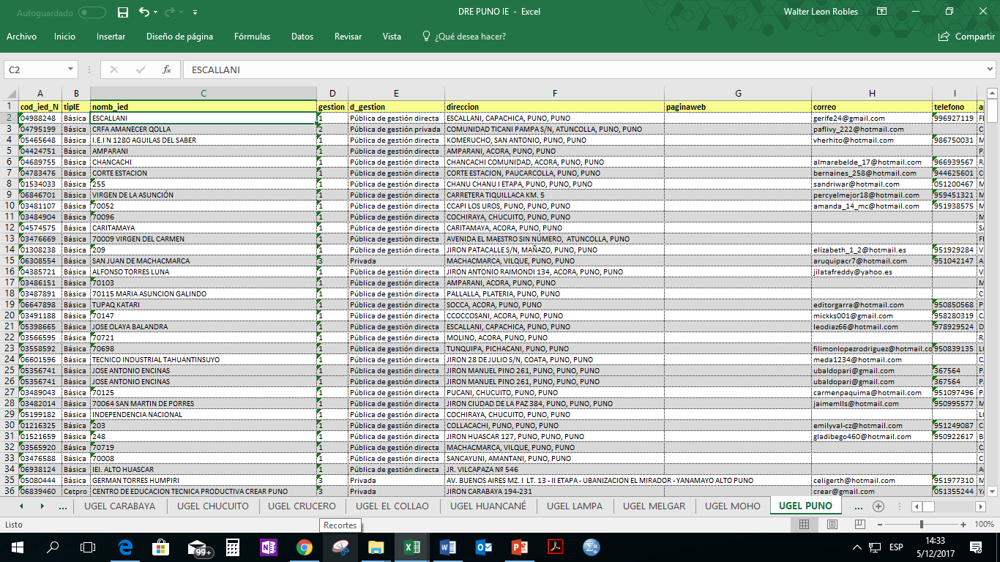 Autoguardado DRE PUNO IE - Excel Walter Leon Robles
Archivo Inicio Insertar Diseño de página Fórmulas Datos Revisar Vista ¿Qué desea hacer? Compartir
C2 fx ESCALLANI
A B C D E F G H I
1 cod_ied_N tipIE nomb_ied gestion d_gestion direccion paginaweb correo telefono
2 04988248 Básica ESCALLANI 1 Pública de gestión directa ESCALLANI, CAPACHICA, PUNO, PUNO gerife24@gmail.com 996927119
3 04795199 Básica CRFA AMANECER QOLLA 2 Pública de gestión privada COMUNIDAD TICANI PAMPA S/N, ATUNCOLLA, PUNO, PUNO paflivy_222@hotmail.com
4 05465648 Básica I.E.I N 1280 AGUILAS DEL SABER 1 Pública de gestión directa KOMERUCHO, SAN ANTONIO, PUNO, PUNO vherhito@hotmail.com 986750031
5 04424751 Básica AMPARANI 1 Pública de gestión directa AMPARANI, ACORA, PUNO, PUNO
6 04779211 Básica CHANCACHI 1 Pública de gestión directa CHANCACHI COMUNIDAD, ACORA, PUNO, PUNO almarebelde_17@hotmail.com 966939567
7 04783476 Básica CORTE ESTACION 1 Pública de gestión directa CORTE ESTACION, PAUCARCOLLA, PUNO, PUNO bernaines_258@hotmail.com 944625601
8 01534033 Básica 255 1 Pública de gestión directa CHANU CHANU I ETAPA, PUNO, PUNO, PUNO sandriwar@hotmail.com 051200467
9 06846701 Básica VIRGEN DE LA ASUNCIÓN 1 Pública de gestión directa CARRETERA TIQUILLACA KM. 5 percyelmejor18@hotmail.com 959451321
10 03481107 Básica 70052 1 Pública de gestión directa CCAPI LOS UROS, PUNO, PUNO, PUNO amanda_14_mc@hotmail.com 951938575
11 03484904 Básica 70096 1 Pública de gestión directa COCHIRAYA, CHUCUITO, PUNO, PUNO
12 04574575 Básica CARITAMAYA 1 Pública de gestión directa CARITAMAYA, ACORA, PUNO, PUNO
13 03476669 Básica 70009 VIRGEN DEL CARMEN 1 Pública de gestión directa AVENIDA EL MAESTRO SIN NÚMERO, ATUNCOLLA, PUNO
14 01308238 Básica 209 1 Pública de gestión directa JIRON PATACALLE S/N, MAÑAZO, PUNO, PUNO elizabeth_1_2@hotmail.es 951929284
15 06308554 Básica SAN JUAN DE MACHACMARCA 3 Privada MACHACMARCA, VILQUE, PUNO, PUNO aruquipacr7@hotmail.com 951042147
16 04385721 Básica ALFONSO TORRES LUNA 1 Pública de gestión directa JIRON ANTONIO RAIMONDI 134, ACORA, PUNO, PUNO jilatafreddy@yahoo.es
17 03486151 Básica 70103 1 Pública de gestión directa AMPARANI, ACORA, PUNO, PUNO
18 03487891 Básica 70115 MARIA ASUNCION GALINDO 1 Pública de gestión directa PALLALLA, PLATERIA, PUNO, PUNO
19 06647898 Básica TUPAQ KATARI 1 Pública de gestión directa SOCCA, ACORA, PUNO, PUNO editorgarra@hotmail.com 950850568
20 03491188 Básica 70147 1 Pública de gestión directa CCOCCOSANI, ACORA, PUNO, PUNO mickks001@gmail.com 958280319
21 05398665 Básica JOSE OLAYA BALANDRA 1 Pública de gestión directa ESCALLANI, CAPACHICA, PUNO, PUNO leodiaz66@hotmail.com 978929524
22 03566595 Básica 70721 1 Pública de gestión directa MOLINO, ACORA, PUNO, PUNO
23 03558592 Básica 70698 1 Pública de gestión directa TUNQUIPA, PICHACANI, PUNO, PUNO filimonlopezrodriguez@hotmail.co 950839135
24 06601596 Básica TECNICO INDUSTRIAL TAHUANTINSUYO 1 Pública de gestión directa JIRON 28 DE JULIO S/N, COATA, PUNO, PUNO meda1234@hotmail.com
25 05356741 Básica JOSE ANTONIO ENCINAS 1 Pública de gestión directa JIRON MANUEL PINO 261, PUNO, PUNO, PUNO ubaldopari@gmail.com 367564
26 05356741 Básica JOSE ANTONIO ENCINAS 1 Pública de gestión directa JIRON MANUEL PINO 261, PUNO, PUNO, PUNO ubaldopari@gmail.com 367564
27 03489043 Básica 70125 1 Pública de gestión directa PUCANI, CHUCUITO, PUNO, PUNO carmenpaquima@hotmail.com 951097496
28 03482014 Básica 70064 SAN MARTIN DE PORRES 1 Pública de gestión directa JIRON CIUDAD DE LA PAZ 384, PUNO, PUNO, PUNO jaimemlls@hotmail.com 950995577
29 05199182 Básica INDEPENDENCIA NACIONAL 1 Pública de gestión directa COCHIRAYA, CHUCUITO, PUNO, PUNO
30 01216325 Básica 203 1 Pública de gestión directa COLLACACHI, PUNO, PUNO, PUNO emilyval-cz@hotmail.com 951249087
31 01521659 Básica 248 1 Pública de gestión directa JIRON HUASCAR 127, PUNO, PUNO, PUNO gladibego460@hotmail.com 950922617
32 03565920 Básica 70719 1 Pública de gestión directa MACHACMARCA, VILQUE, PUNO, PUNO
33 03476588 Básica 70008 1 Pública de gestión directa SANCAYUNI, AMANTANI, PUNO, PUNO
34 06938124 Básica IEI. ALTO HUASCAR 1 Pública de gestión directa JR. VILCAPAZA Nº 546
35 05080444 Básica GERMAN TORRES HUMPIRI 3 Privada AV. BUENOS AIRES MZ. I LT. 13 - II ETAPA - UBANIZACION EL MIRADOR - YANAMAYO ALTO PUNO celigerth@hotmail.com 951977310
36 06839460 Cetpro CENTRO DE EDUCACION TECNICA PRODUCTIVA CREAR PUNO 3 Privada JIRON CARABAYA 194-231 crear@gmail.com 051355244
... UGEL CARABAYA UGEL CHUCUITO UGEL CRUCERO UGEL EL COLLAO UGEL HUANCANÉ UGEL LAMPA UGEL MELGAR UGEL MOHO UGEL PUNO ...
Listo Recortes 100%
99+ ESP 14:33
5/12/2017